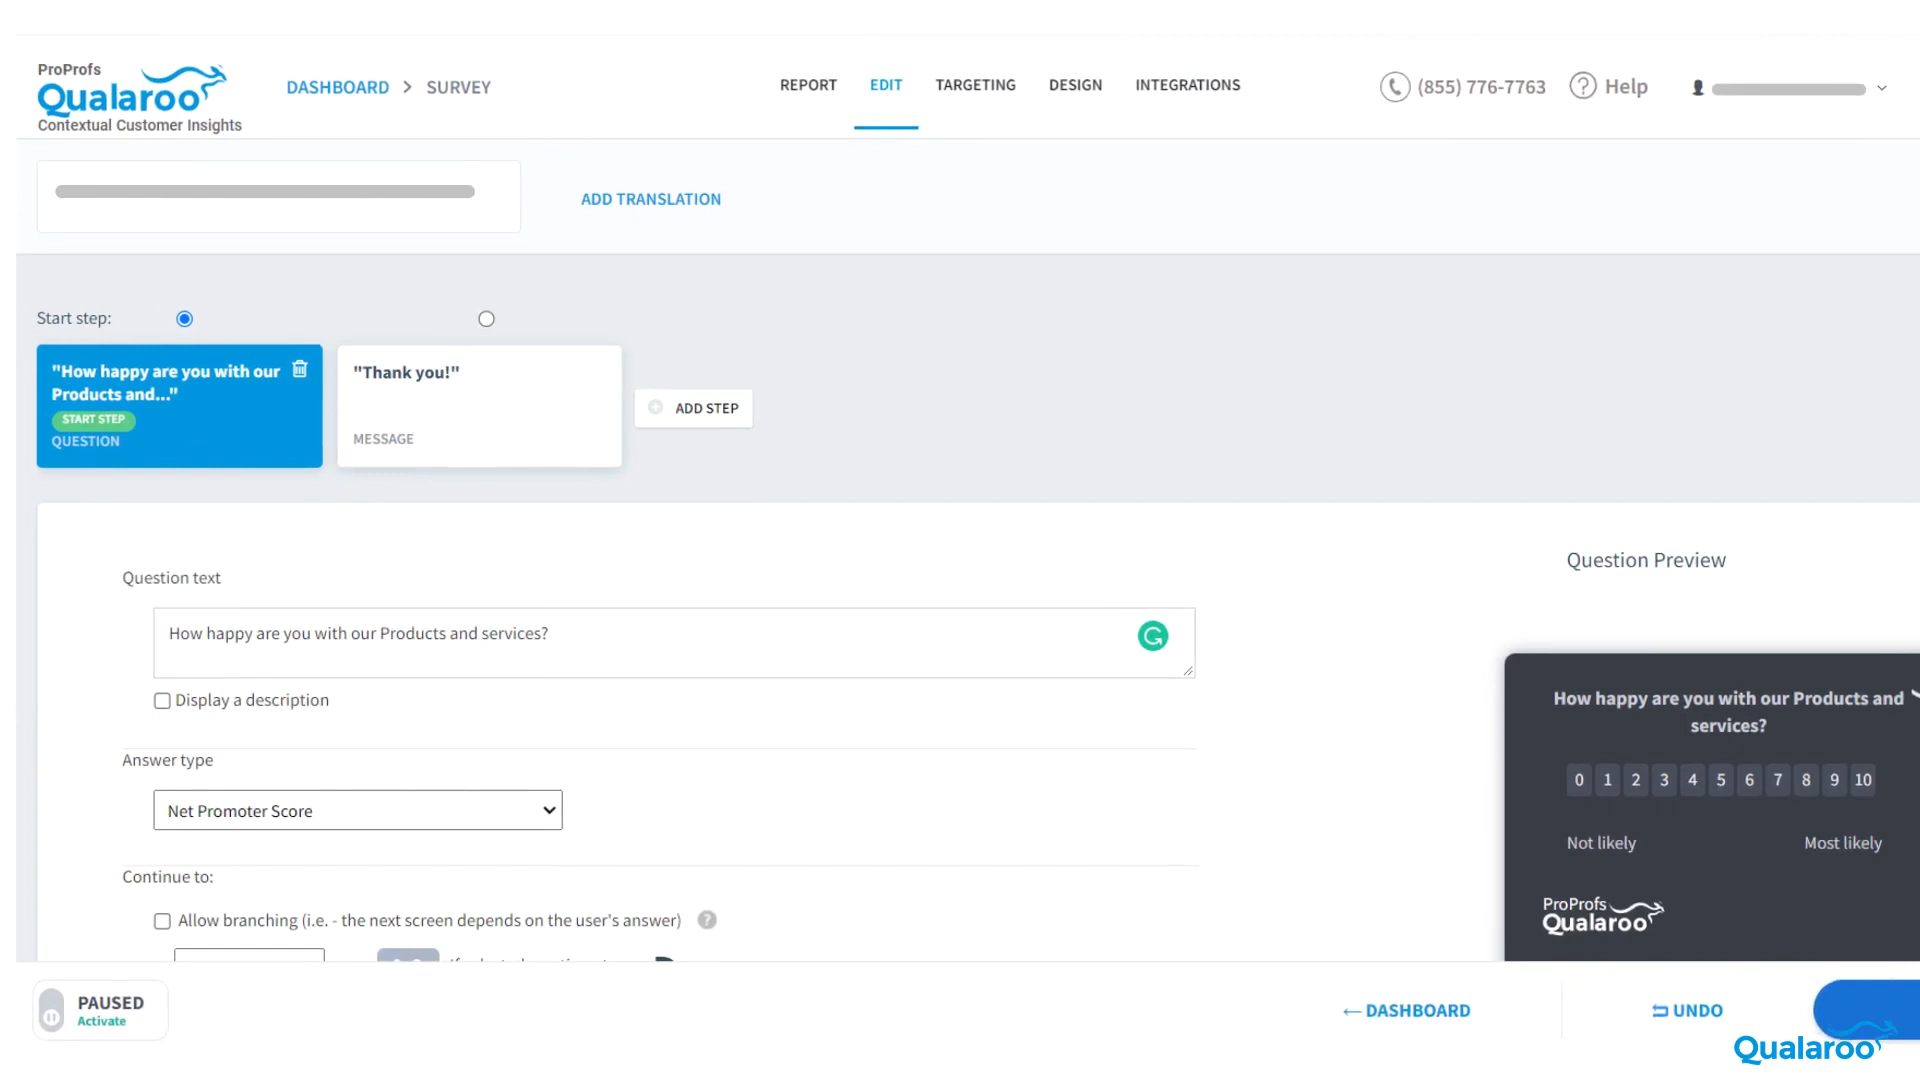 ProProfs
Qualaroo
Contextual Customer Insights
DASHBOARD > SURVEY
REPORT
EDIT
TARGETING
DESIGN
INTEGRATIONS
(855) 776-7763
? Help
ADD TRANSLATION
Start step:
"How happy are you with our
Products and..."
START STEP
QUESTION
"Thank you!"
MESSAGE
ADD STEP
Question text
How happy are you with our Products and services?
Display a description
Answer type
Net Promoter Score
Continue to:
Allow branching (i.e. - the next screen depends on the user's answer) ?
Question Preview
How happy are you with our Products and
services?
0 1 2 3 4 5 6 7 8 9 10
Not likely
Most likely
ProProfs
Qualaroo
PAUSED
Activate
← DASHBOARD
UNDO
Qualaroo